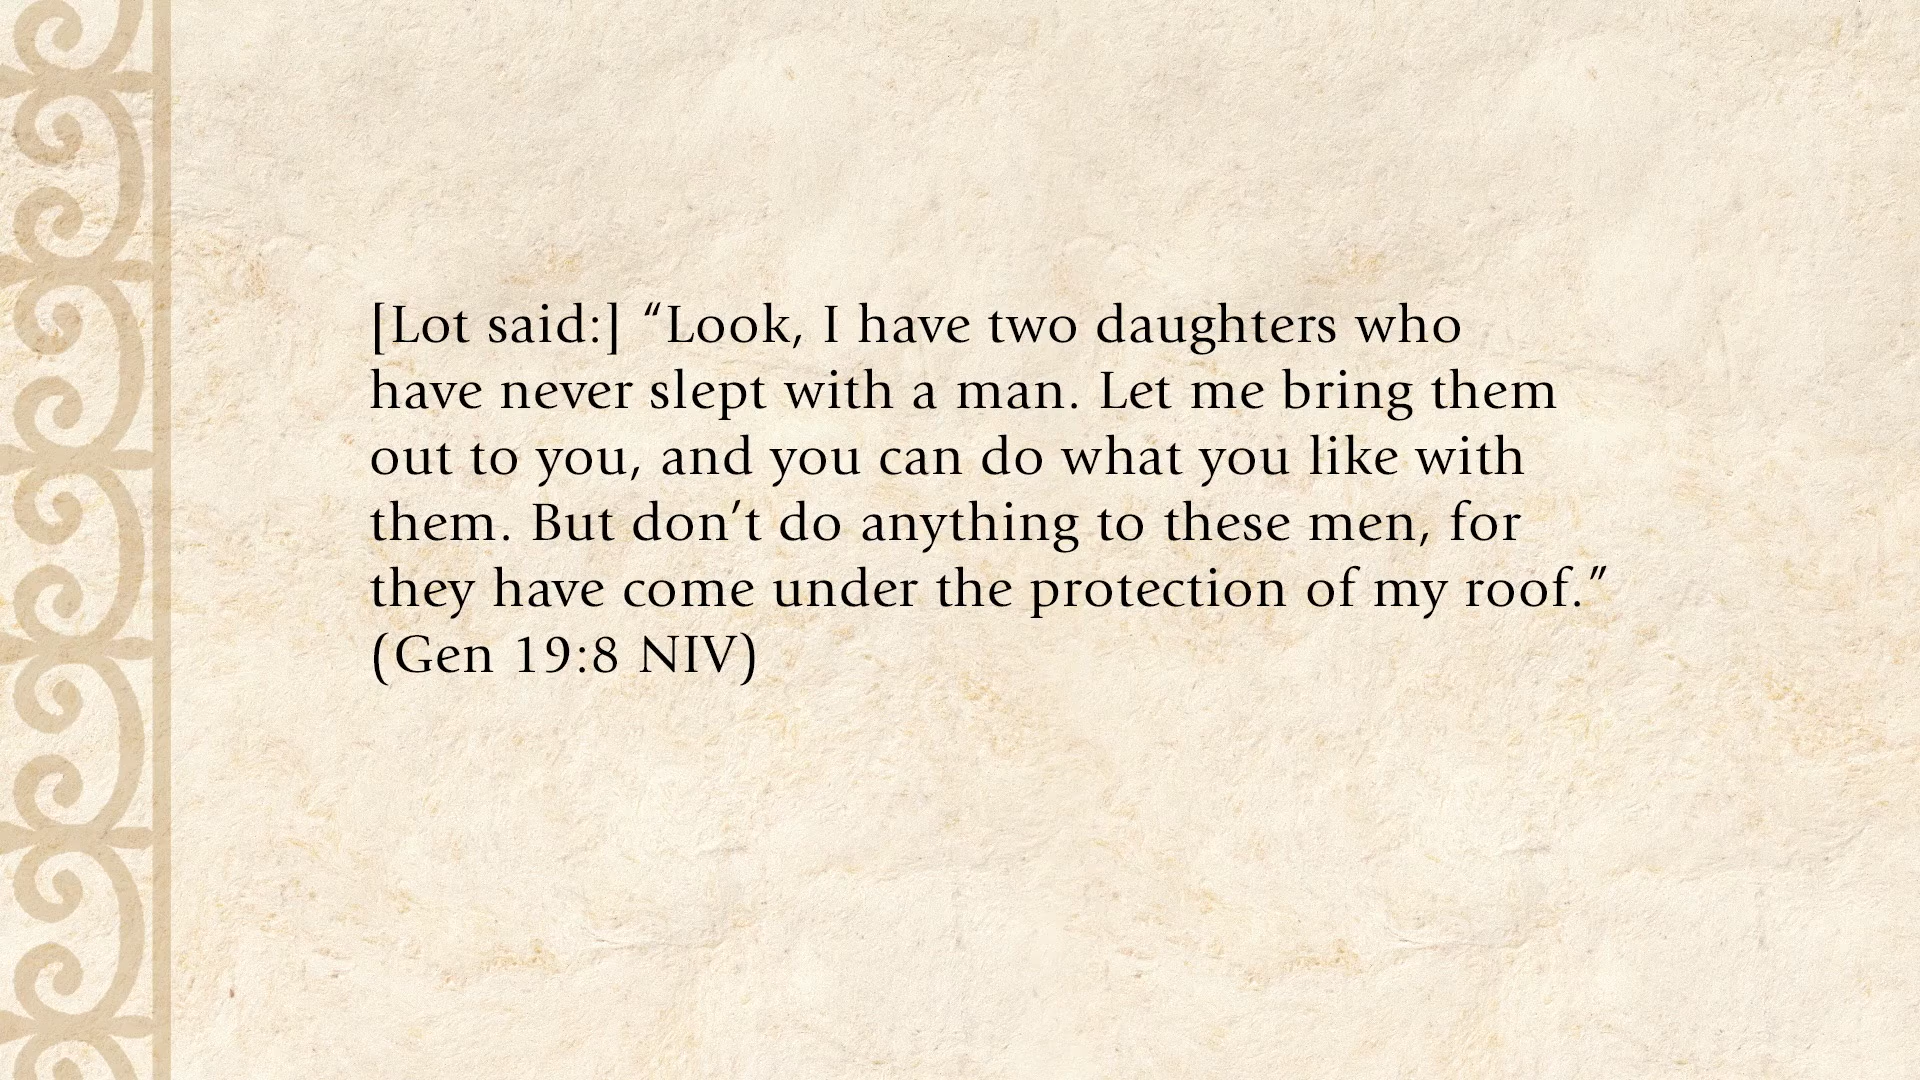 [Lot said:] “Look, I have two daughters who
have never slept with a man. Let me bring them
out to you, and you can do what you like with
them. But don’t do anything to these men, for
they have come under the protection of my roof.”
(Gen 19:8 NIV)